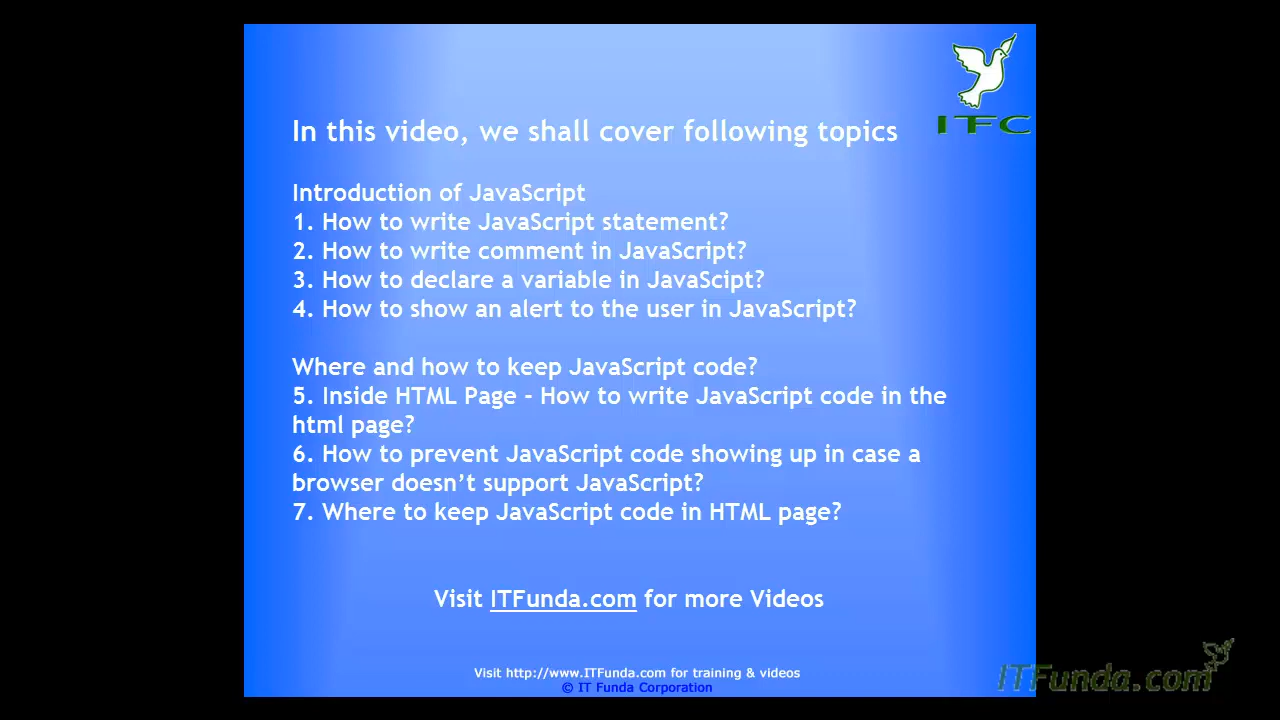 ITFC
In this video, we shall cover following topics
Introduction of JavaScript
1. How to write JavaScript statement?
2. How to write comment in JavaScript?
3. How to declare a variable in JavaScipt?
4. How to show an alert to the user in JavaScript?
Where and how to keep JavaScript code?
5. Inside HTML Page - How to write JavaScript code in the
html page?
6. How to prevent JavaScript code showing up in case a
browser doesn’t support JavaScript?
7. Where to keep JavaScript code in HTML page?
Visit ITFunda.com for more Videos
Visit http://www.ITFunda.com for training & videos
© IT Funda Corporation
ITFunda.com